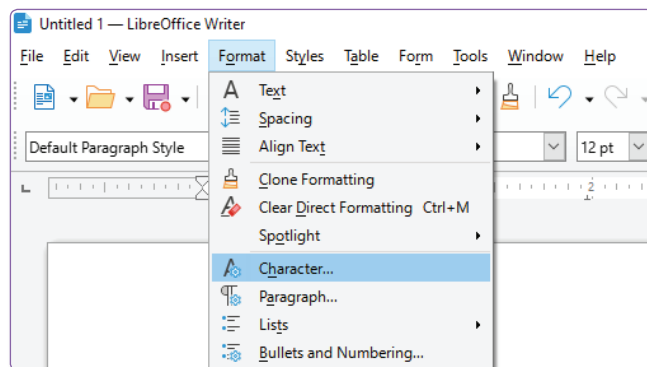 Untitled 1 — LibreOffice Writer
File Edit View Insert Format Styles Table Form Tools Window Help
Text
Spacing
Align Text
Default Paragraph Style 12 pt
Clone Formatting
2
Clear Direct Formatting Ctrl+M
Spotlight
Character...
Paragraph...
Lists
Bullets and Numbering...